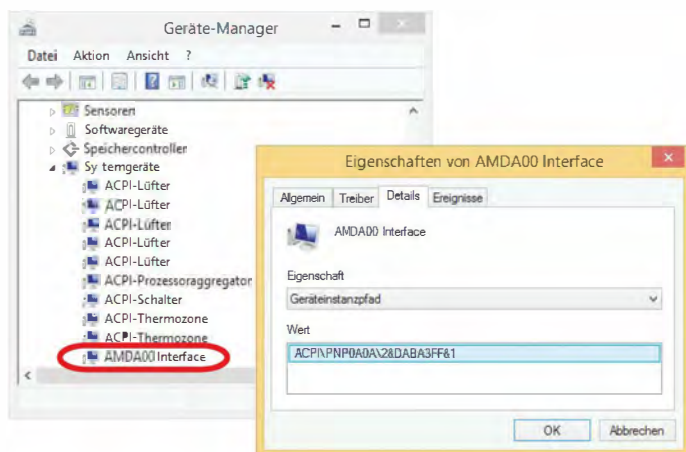 Geräte-Manager
Datei Aktion Ansicht ?
Sensoren
Softwaregeräte
Speichercontroller
Sy temgeräte
ACPI-Lüfter
ACPI-Lüfter
ACPI-Lüfter
ACPI-Lüfter
ACPI-Lüfter
ACPI-Prozessoraggregator
ACPI-Schalter
ACPI-Thermozone
ACPI-Thermozone
AMDA00 Interface
Eigenschaften von AMDA00 Interface
Allgemein Treiber Details Ereignisse
AMDA00 Interface
Eigenschaft
Geräteinstanzpfad
Wert
ACPI\PNP0A0A\2&DABA3FF&1
OK Abbrechen